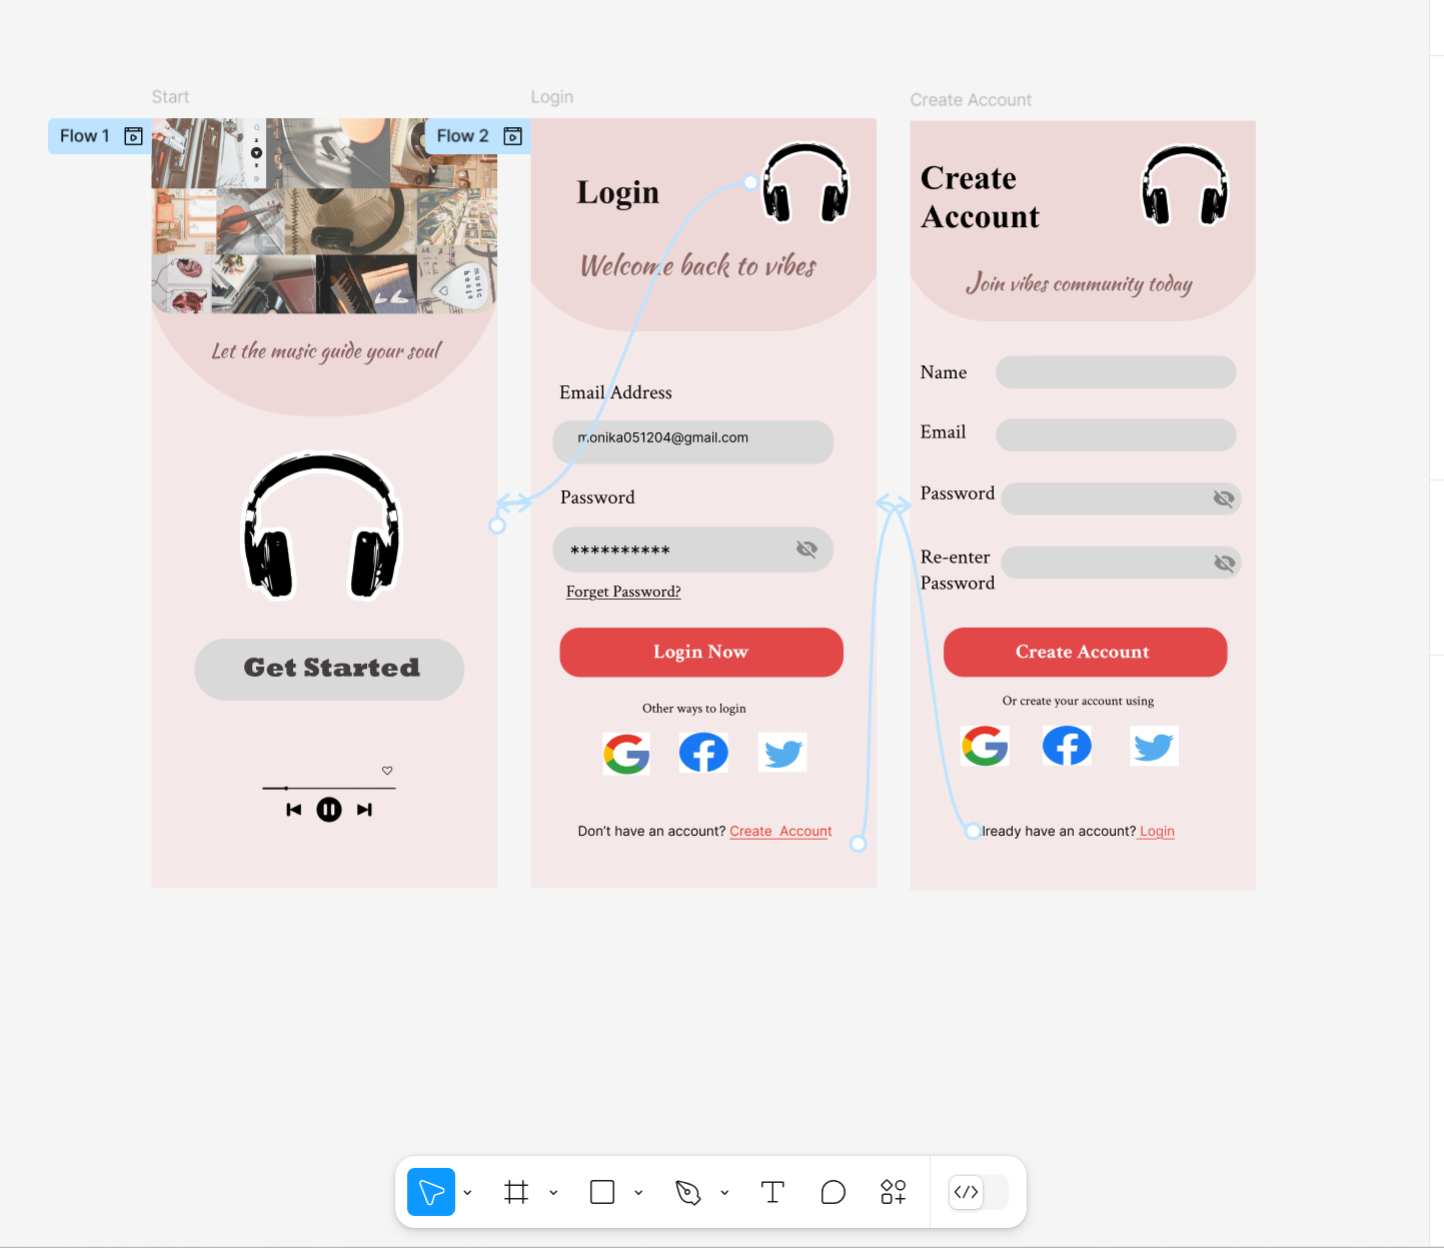 Start
Login
Create Account
Flow 1
Flow 2
Let the music guide your soul
Get Started
Login
Welcome back to vibes
Email Address
monika051204@gmail.com
Password
**********
Forget Password?
Login Now
Other ways to login
Don't have an account? Create  Account
Create
Account
Join vibes community today
Name
Email
Password
Re-enter
Password
Create Account
Or create your account using
lready have an account? Login